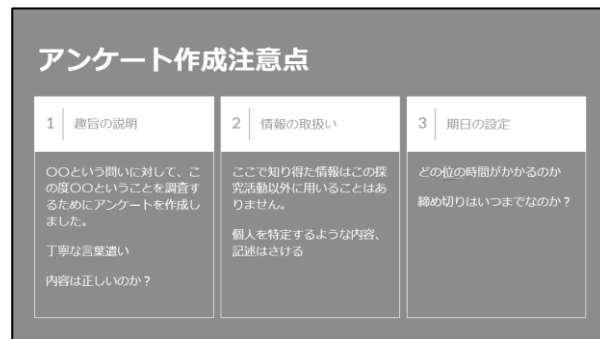 アンケート作成注意点
1 趣旨の説明
〇〇という問いに対して、こ
の度〇〇ということを調査す
るためにアンケートを作成し
ました。
丁寧な言葉遣い
内容は正しいのか？
2 情報の取扱い
ここで知り得た情報はこの探
究活動以外に用いることはあ
りません。
個人を特定するような内容、
記述はさける
3 期日の設定
どの位の時間がかかるのか
締め切りはいつまでなのか？